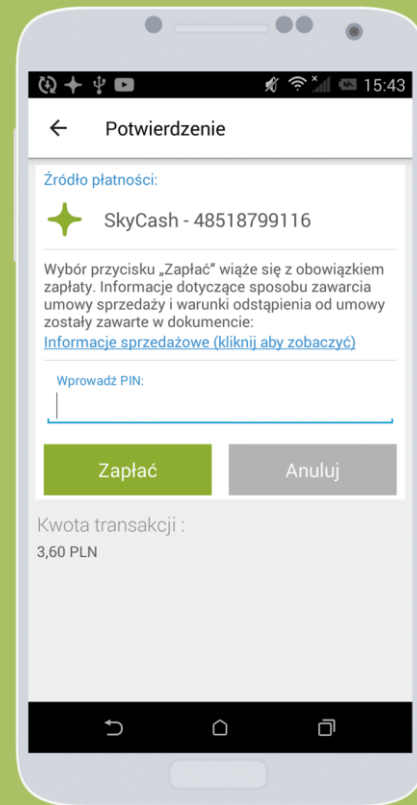 15:43
Potwierdzenie
Źródło płatności:
SkyCash - 48518799116
Wybór przycisku „Zapłać” wiąże się z obowiązkiem
zapłaty. Informacje dotyczące sposobu zawarcia
umowy sprzedaży i warunki odstąpienia od umowy
zostały zawarte w dokumencie:
Informacje sprzedażowe (kliknij aby zobaczyć)
Wprowadź PIN:
Zapłać Anuluj
Kwota transakcji :
3,60 PLN